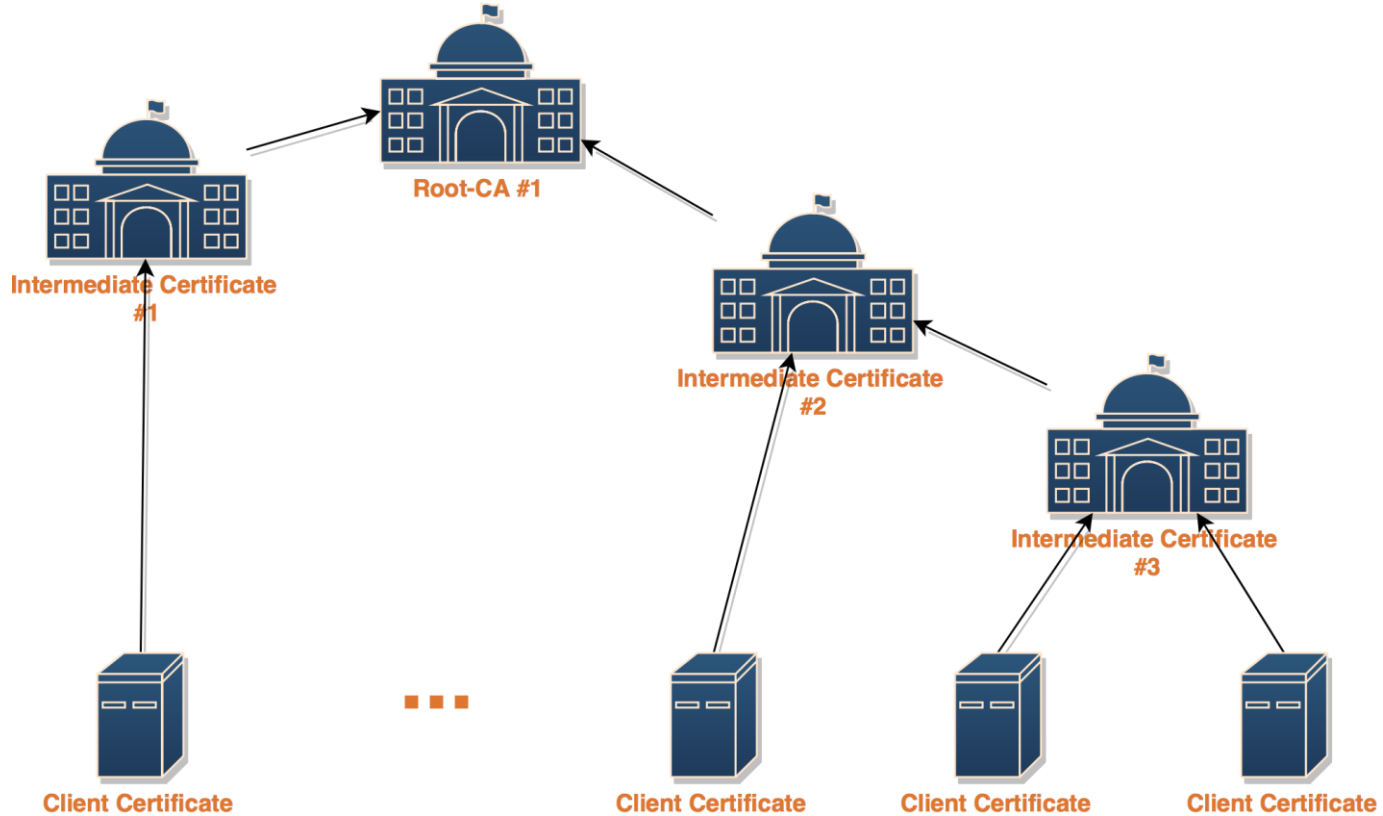 Root-CA #1
Intermediate Certificate
#1
Intermediate Certificate
#2
Intermediate Certificate
#3
...
Client Certificate
Client Certificate
Client Certificate
Client Certificate